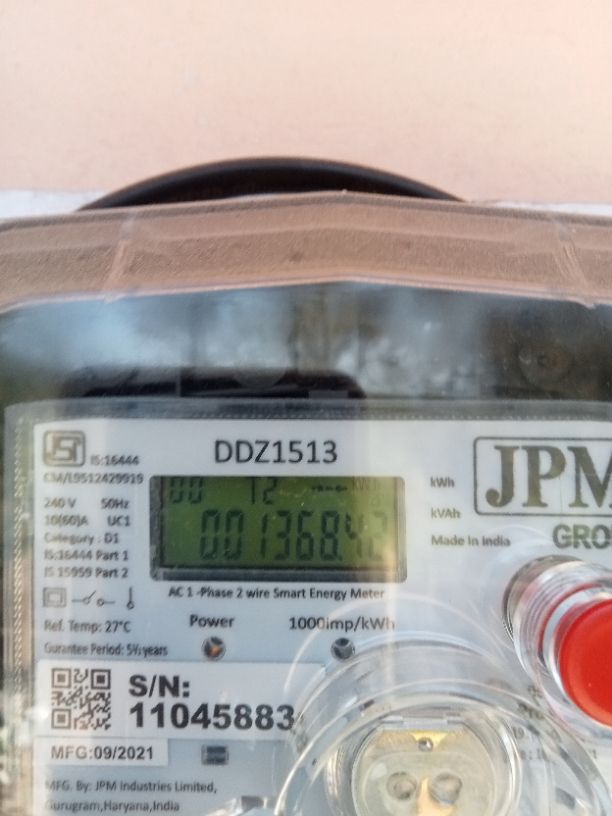 IS:16444
CM/L9512429919
240 V 50Hz
10(60)A UC1
Category : D1
IS:16444 Part 1
IS 15959 Part 2
Ref. Temp: 27°C
Gurantee Period: 5½ years
DDZ1513
00 T2 kWh
001368.42
AC 1 -Phase 2 wire Smart Energy Meter
Power 1000imp/kWh
kWh
kVAh
Made in India
JPM
GRO
S/N:
11045883
MFG:09/2021
MFG. By: JPM Industries Limited,
Gurugram,Haryana,India